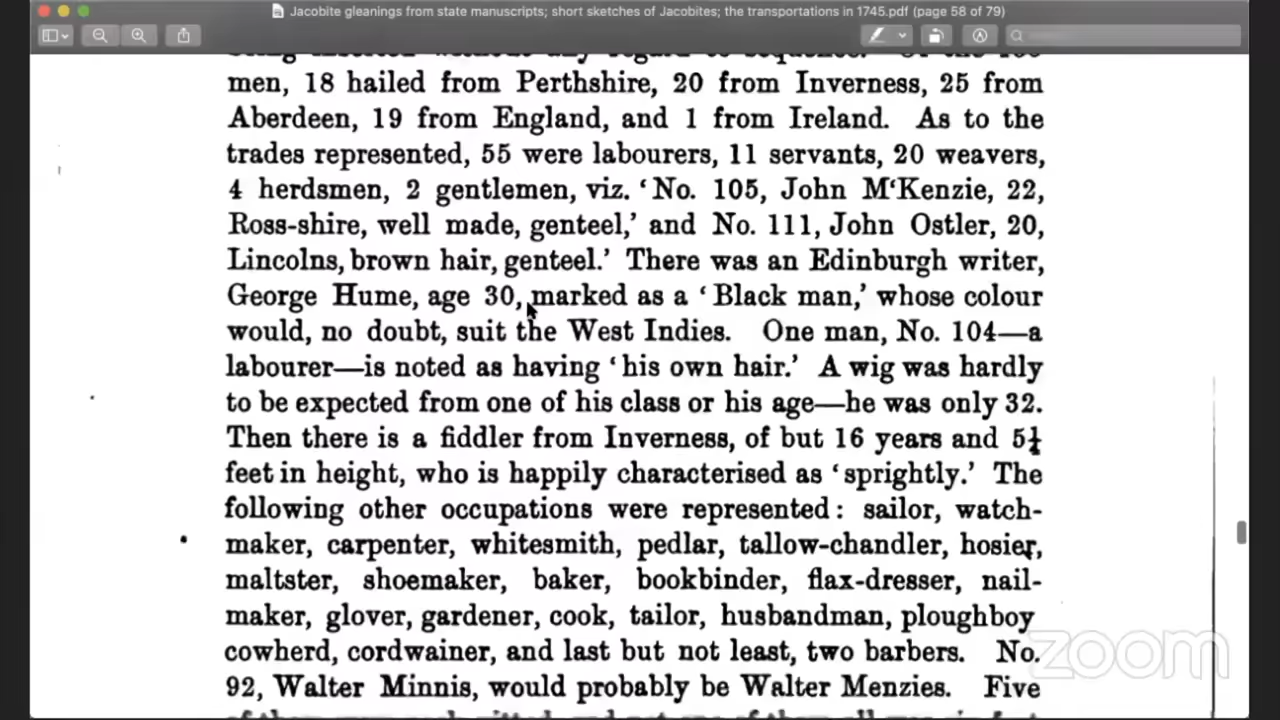 Jacobite gleanings from state manuscripts; short sketches of Jacobites; the transportations in 1745.pdf (page 58 of 79)
being inserted without any regard to sequence. Of the
men, 18 hailed from Perthshire, 20 from Inverness, 25 from
Aberdeen, 19 from England, and 1 from Ireland. As to the
trades represented, 55 were labourers, 11 servants, 20 weavers,
4 herdsmen, 2 gentlemen, viz. ‘No. 105, John M‘Kenzie, 22,
Ross-shire, well made, genteel,’ and No. 111, John Ostler, 20,
Lincolns, brown hair, genteel.’ There was an Edinburgh writer,
George Hume, age 30, marked as a ‘Black man,’ whose colour
would, no doubt, suit the West Indies. One man, No. 104—a
labourer—is noted as having ‘his own hair.’ A wig was hardly
to be expected from one of his class or his age—he was only 32.
Then there is a fiddler from Inverness, of but 16 years and 5¼
feet in height, who is happily characterised as ‘sprightly.’ The
following other occupations were represented: sailor, watch-
maker, carpenter, whitesmith, pedlar, tallow-chandler, hosier,
maltster, shoemaker, baker, bookbinder, flax-dresser, nail-
maker, glover, gardener, cook, tailor, husbandman, ploughboy
cowherd, cordwainer, and last but not least, two barbers. No.
92, Walter Minnis, would probably be Walter Menzies. Five
zoom